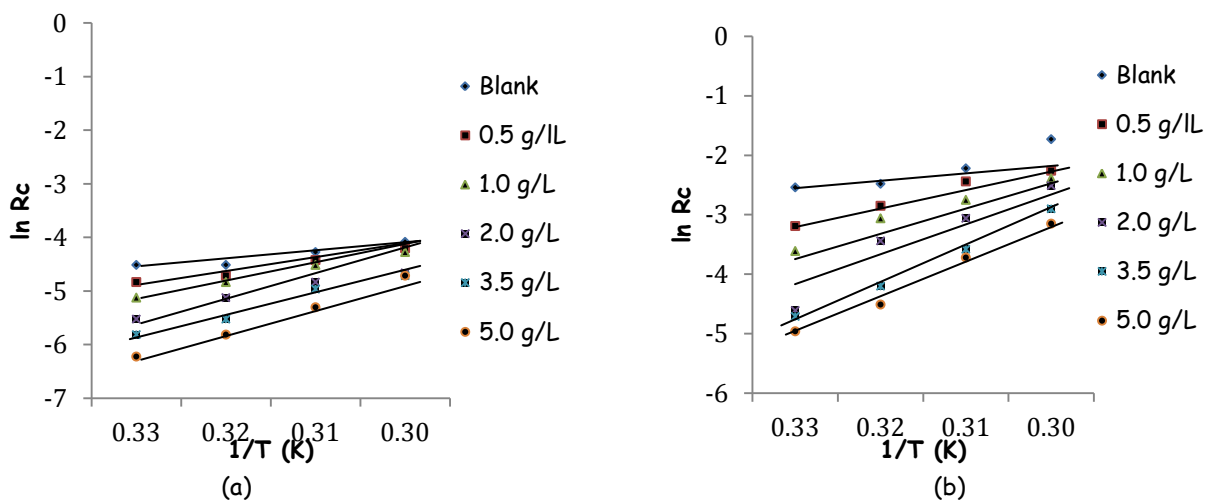 0
-1
-2
-3
-4
-5
-6
-7
ln Rc
0.33 0.32 0.31 0.30
1/T (K)
Blank
0.5 g/lL
1.0 g/L
2.0 g/L
3.5 g/L
5.0 g/L
(a)
0
-1
-2
-3
-4
-5
-6
ln Rc
0.33 0.32 0.31 0.30
1/T (K)
Blank
0.5 g/lL
1.0 g/L
2.0 g/L
3.5 g/L
5.0 g/L
(b)